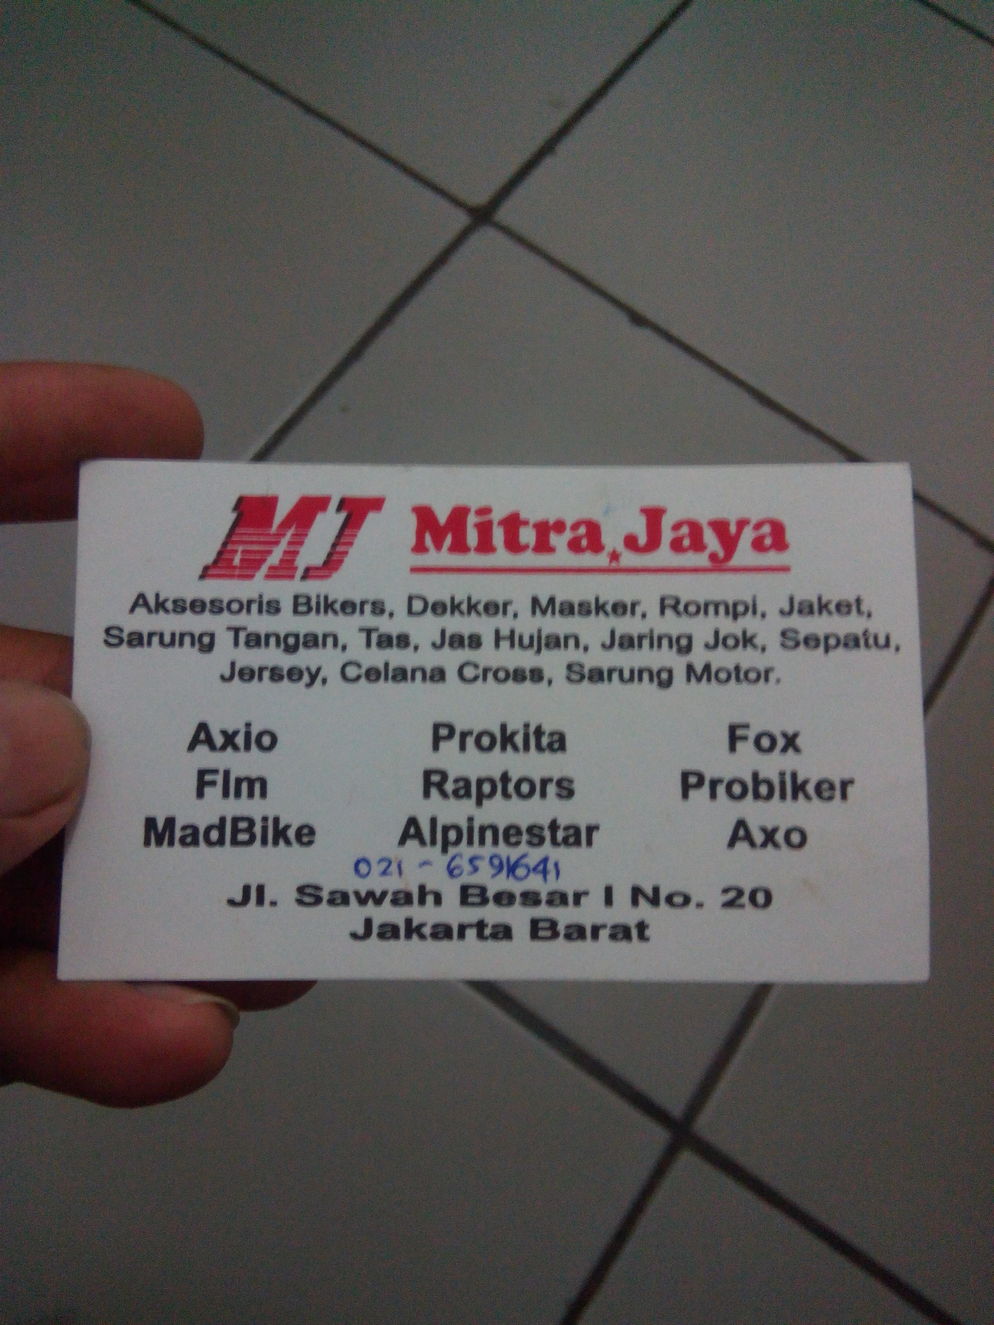 MJ Mitra Jaya
Aksesoris Bikers, Dekker, Masker, Rompi, Jaket,
Sarung Tangan, Tas, Jas Hujan, Jaring Jok, Sepatu,
Jersey, Celana Cross, Sarung Motor.
Axio Prokita Fox
Flm Raptors Probiker
MadBike Alpinestar Axo
021 - 6591641
Jl. Sawah Besar I No. 20
Jakarta Barat